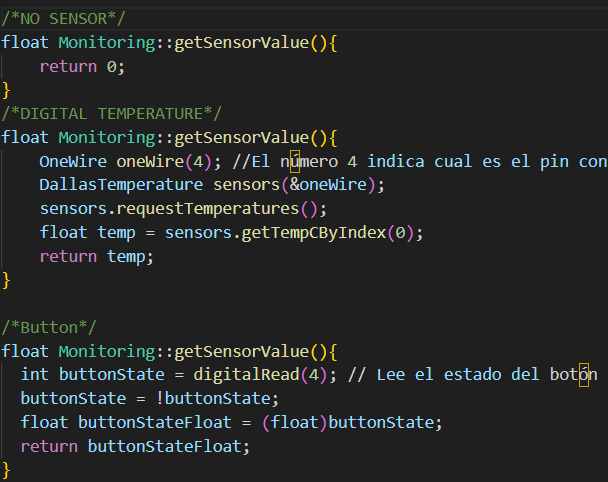 /*NO SENSOR*/
float Monitoring::getSensorValue(){
    return 0;
}
/*DIGITAL TEMPERATURE*/
float Monitoring::getSensorValue(){
    OneWire oneWire(4); //El número 4 indica cual es el pin con
    DallasTemperature sensors(&oneWire);
    sensors.requestTemperatures();
    float temp = sensors.getTempCByIndex(0);
    return temp;
}
/*Button*/
float Monitoring::getSensorValue(){
  int buttonState = digitalRead(4); // Lee el estado del botón
  buttonState = !buttonState;
  float buttonStateFloat = (float)buttonState;
  return buttonStateFloat;
}